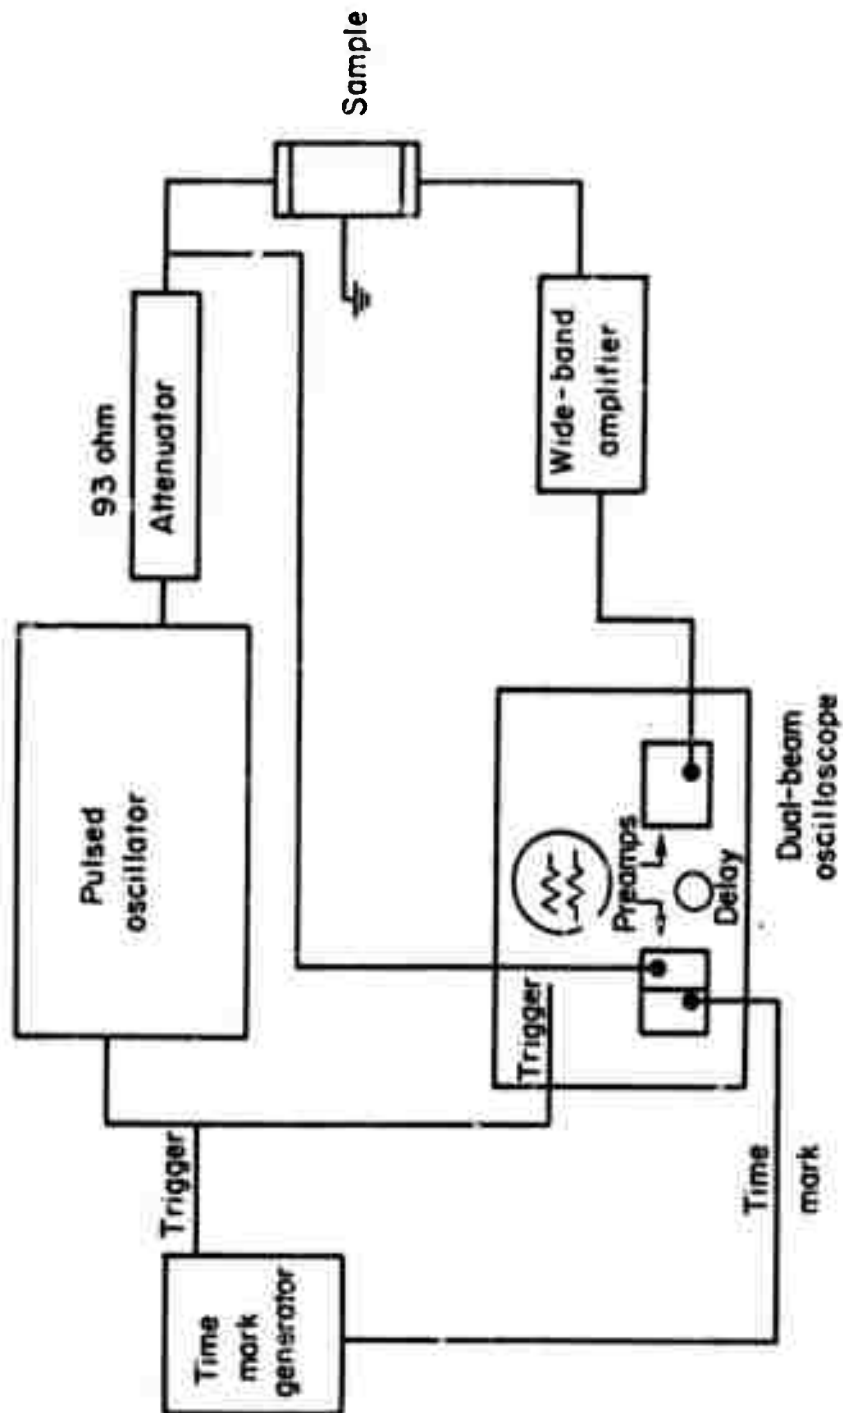 Pulsed
oscillator
93 ohm
Attenuator
Sample
Trigger
Time
mark
generator
Trigger
Preamps
Delay
Wide-band
amplifier
Time
mark
Dual-beam
oscilloscope